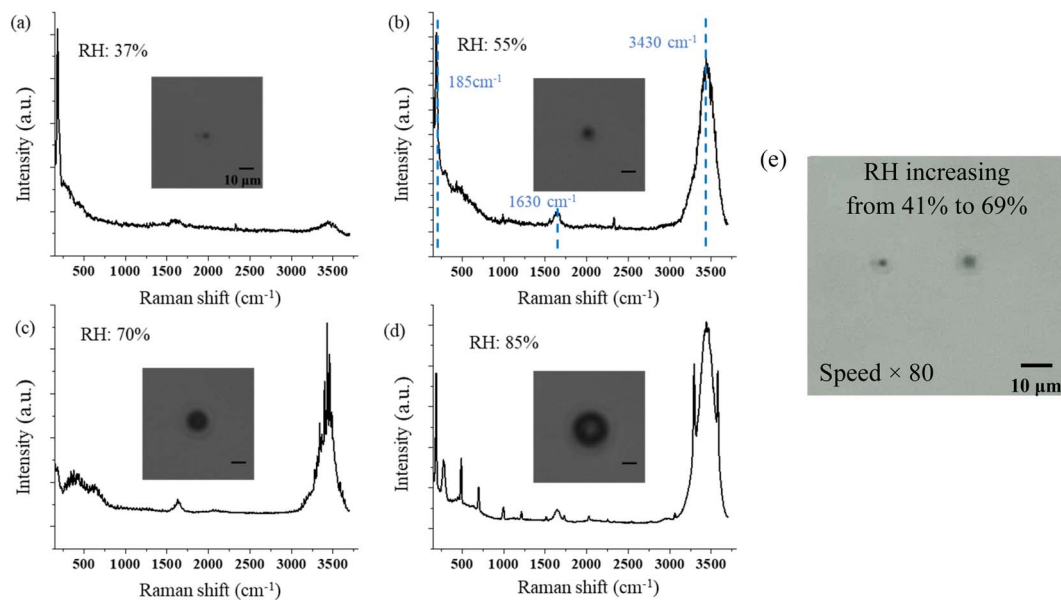 (a)
RH: 37%
10 μm
Intensity (a.u.)
500 1000 1500 2000 2500 3000 3500
Raman shift (cm-1)
(b)
RH: 55%
3430 cm-1
185cm-1
1630 cm-1
Intensity (a.u.)
500 1000 1500 2000 2500 3000 3500
Raman shift (cm-1)
(c)
RH: 70%
Intensity (a.u.)
500 1000 1500 2000 2500 3000 3500
Raman shift (cm-1)
(d)
RH: 85%
Intensity (a.u.)
500 1000 1500 2000 2500 3000 3500
Raman shift (cm-1)
(e)
RH increasing
from 41% to 69%
Speed × 80
10 μm